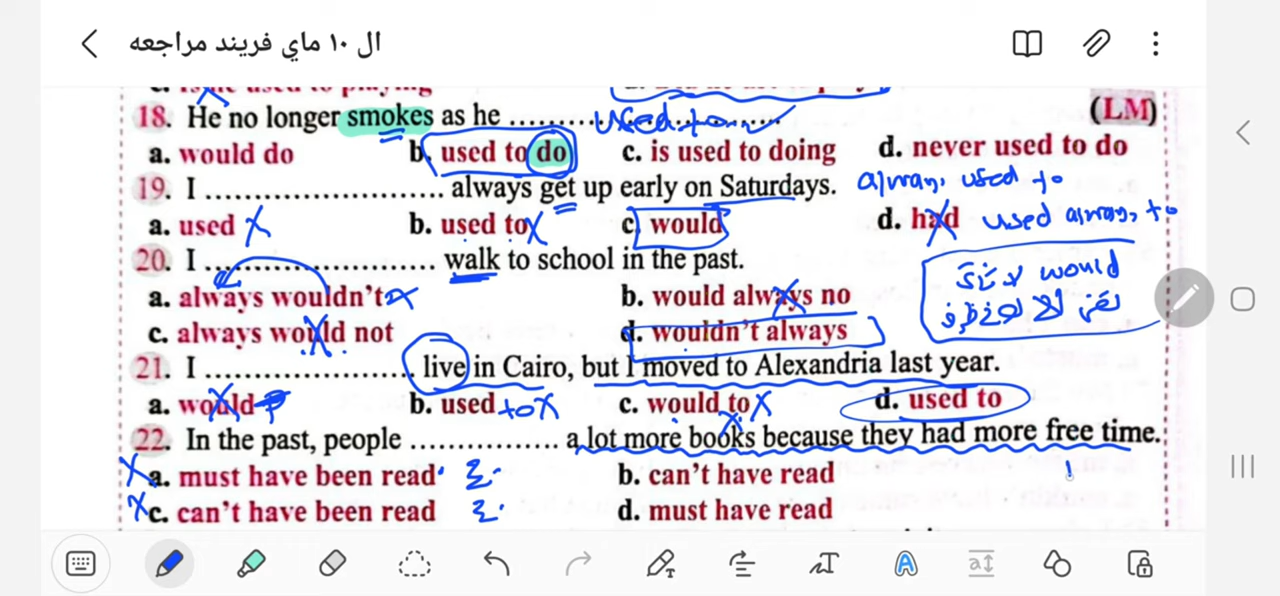 ال ١٠ ماي فريند مراجعه
18. He no longer smokes as he .................... used to (LM)
a. would do b. used to do c. is used to doing d. never used to do
19. I ........................ always get up early on Saturdays. always used to
a. used X b. used to X c. would d. had used always to
20. I .......................... walk to school in the past. would
a. always wouldn't b. would always no
c. always would not d. wouldn't always
21. I .......................... live in Cairo, but I moved to Alexandria last year.
a. would b. used to X c. would to X d. used to
22. In the past, people ................. a lot more books because they had more free time.
X a. must have been read b. can't have read
X c. can't have been read d. must have read